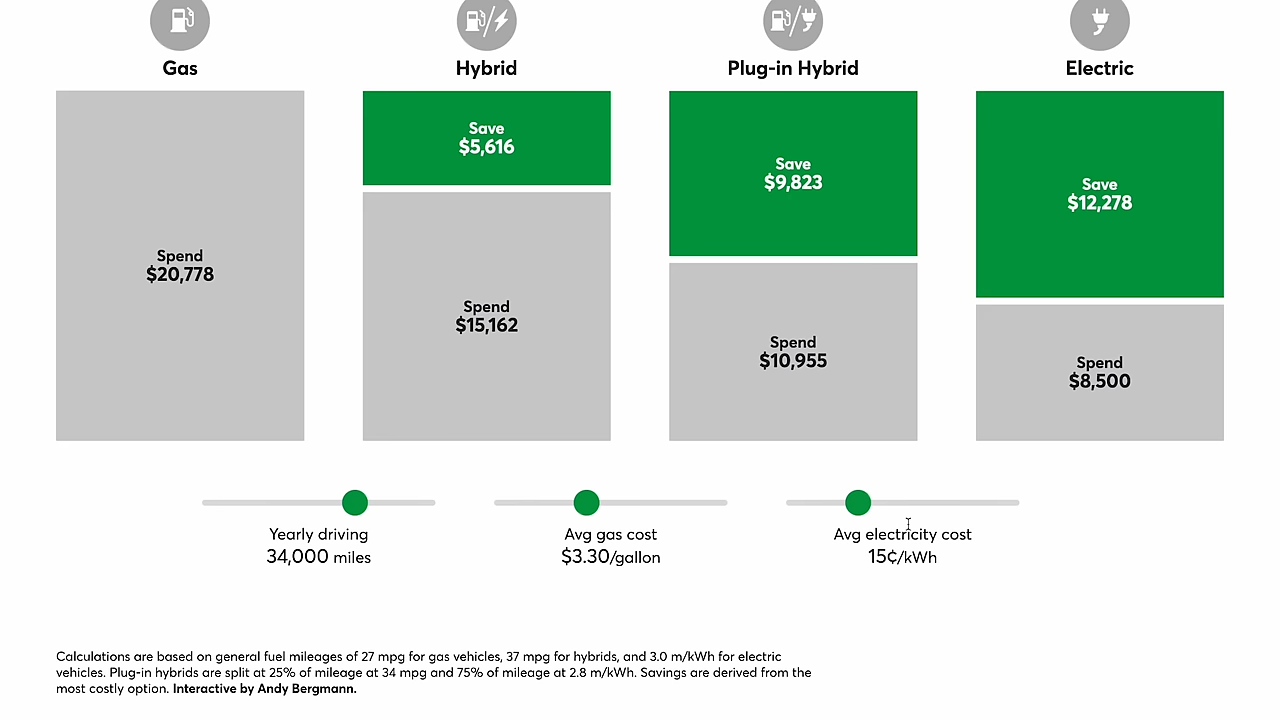 Gas
Hybrid
Plug-in Hybrid
Electric
Spend
$20,778
Save
$5,616
Spend
$15,162
Save
$9,823
Spend
$10,955
Save
$12,278
Spend
$8,500
Yearly driving
34,000 miles
Avg gas cost
$3.30/gallon
Avg electricity cost
15¢/kWh
Calculations are based on general fuel mileages of 27 mpg for gas vehicles, 37 mpg for hybrids, and 3.0 m/kWh for electric
vehicles. Plug-in hybrids are split at 25% of mileage at 34 mpg and 75% of mileage at 2.8 m/kWh. Savings are derived from the
most costly option. Interactive by Andy Bergmann.